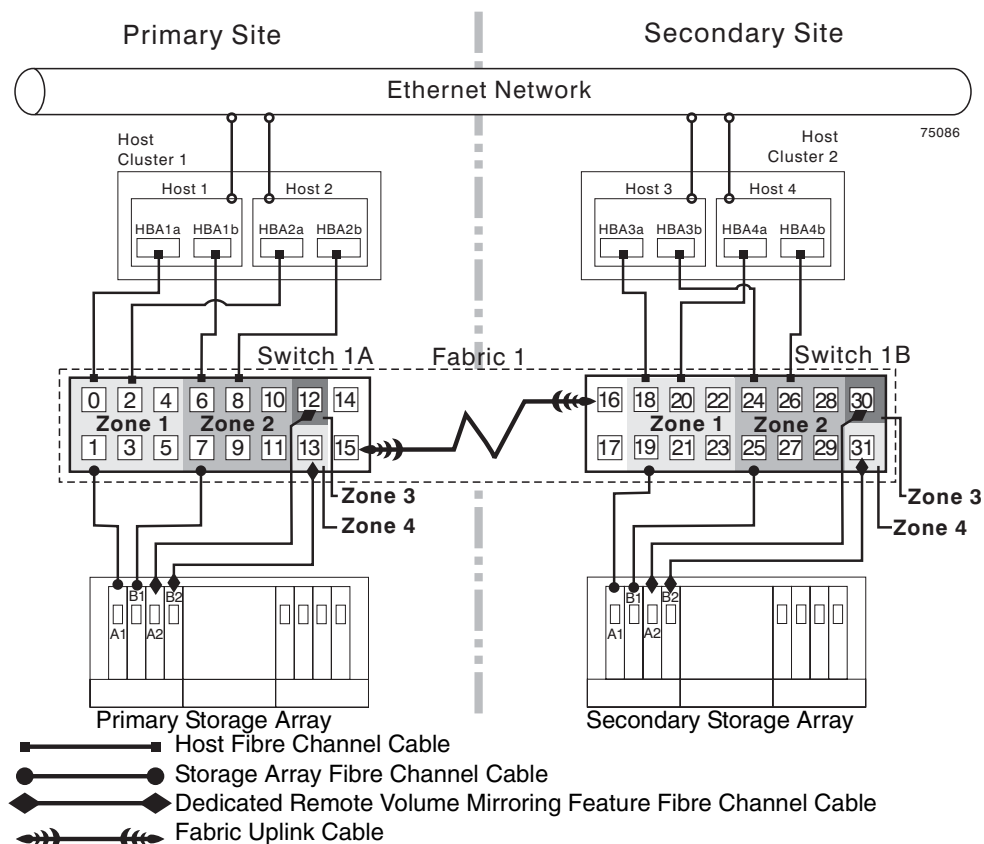 Primary Site
Secondary Site
Ethernet Network
75086
Host
Cluster 1
Host
Cluster 2
Host 1
Host 2
Host 3
Host 4
HBA1a
HBA1b
HBA2a
HBA2b
HBA3a
HBA3b
HBA4a
HBA4b
Switch 1A
Fabric 1
Switch 1B
0 2 4 6 8 10 12 14
Zone 1 Zone 2
1 3 5 7 9 11 13 15
16 18 20 22 24 26 28 30
Zone 1 Zone 2
17 19 21 23 25 27 29 31
Zone 3
Zone 4
Zone 3
Zone 4
B1 B2
A1 A2
B1 B2
A1 A2
Primary Storage Array
Secondary Storage Array
Host Fibre Channel Cable
Storage Array Fibre Channel Cable
Dedicated Remote Volume Mirroring Feature Fibre Channel Cable
Fabric Uplink Cable